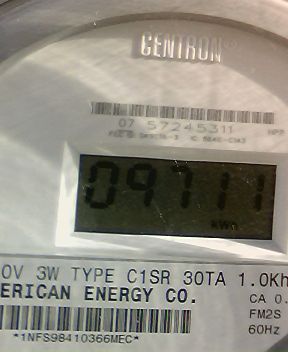 CENTRON®
07 57245311
09711
kWh
0V 3W TYPE C1SR 30TA 1.0Kh
ERICAN ENERGY CO.
CA 0.
FM2S
60Hz
*1NFS98410366MEC*